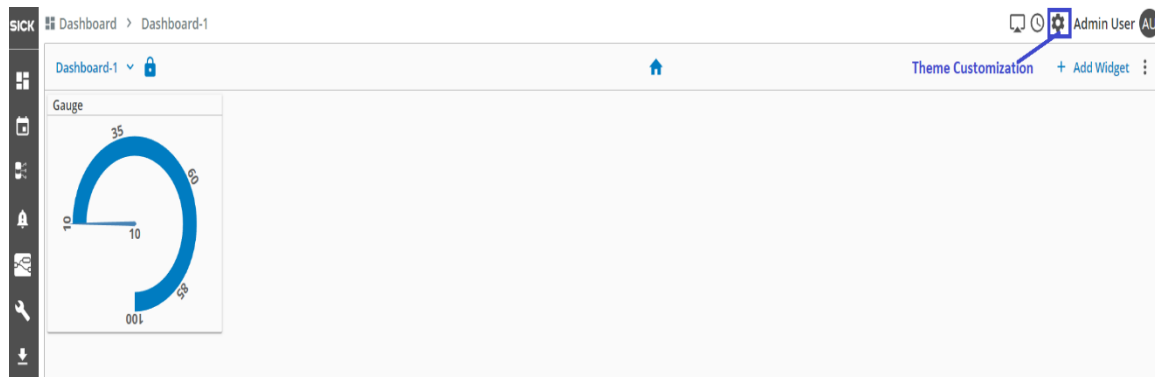 SICK Dashboard > Dashboard-1 Admin User AU
Dashboard-1 Theme Customization + Add Widget
Gauge
35
60
10
10
85
100